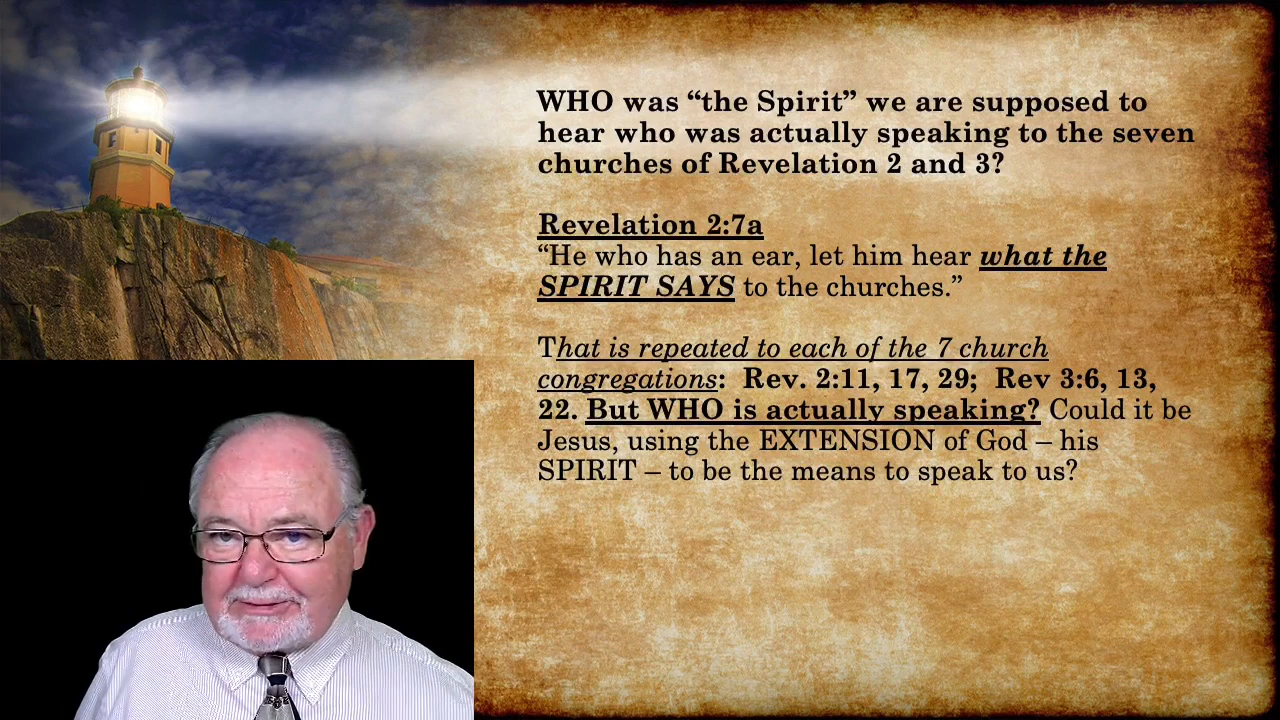 WHO was “the Spirit” we are supposed to
hear who was actually speaking to the seven
churches of Revelation 2 and 3?
Revelation 2:7a
“He who has an ear, let him hear what the
SPIRIT SAYS to the churches.”
That is repeated to each of the 7 church
congregations:  Rev. 2:11, 17, 29;  Rev 3:6, 13,
22. But WHO is actually speaking? Could it be
Jesus, using the EXTENSION of God – his
SPIRIT – to be the means to speak to us?